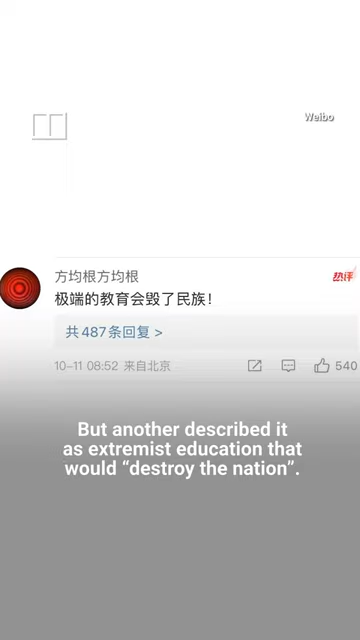 Weibo
方均根方均根
热评
极端的教育会毁了民族！
共487条回复 >
10-11 08:52 来自北京
540
But another described it
as extremist education that
would “destroy the nation”.